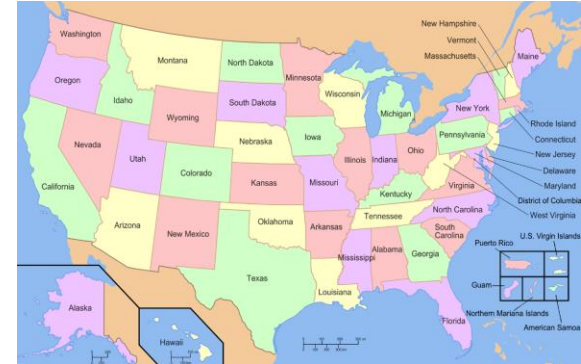 Washington
Oregon
California
Nevada
Idaho
Montana
Wyoming
Utah
Arizona
Colorado
New Mexico
North Dakota
South Dakota
Nebraska
Kansas
Oklahoma
Texas
Minnesota
Iowa
Missouri
Arkansas
Louisiana
Wisconsin
Illinois
Michigan
Indiana
Ohio
Kentucky
Tennessee
Mississippi
Alabama
Georgia
Florida
South
Carolina
North Carolina
Virginia
Pennsylvania
New York
Maine
New Hampshire
Vermont
Massachusetts
Rhode Island
Connecticut
New Jersey
Delaware
Maryland
District of Columbia
West Virginia
U.S. Virgin Islands
Puerto Rico
Guam
Northern Mariana Islands
American Samoa
Alaska
Hawaii